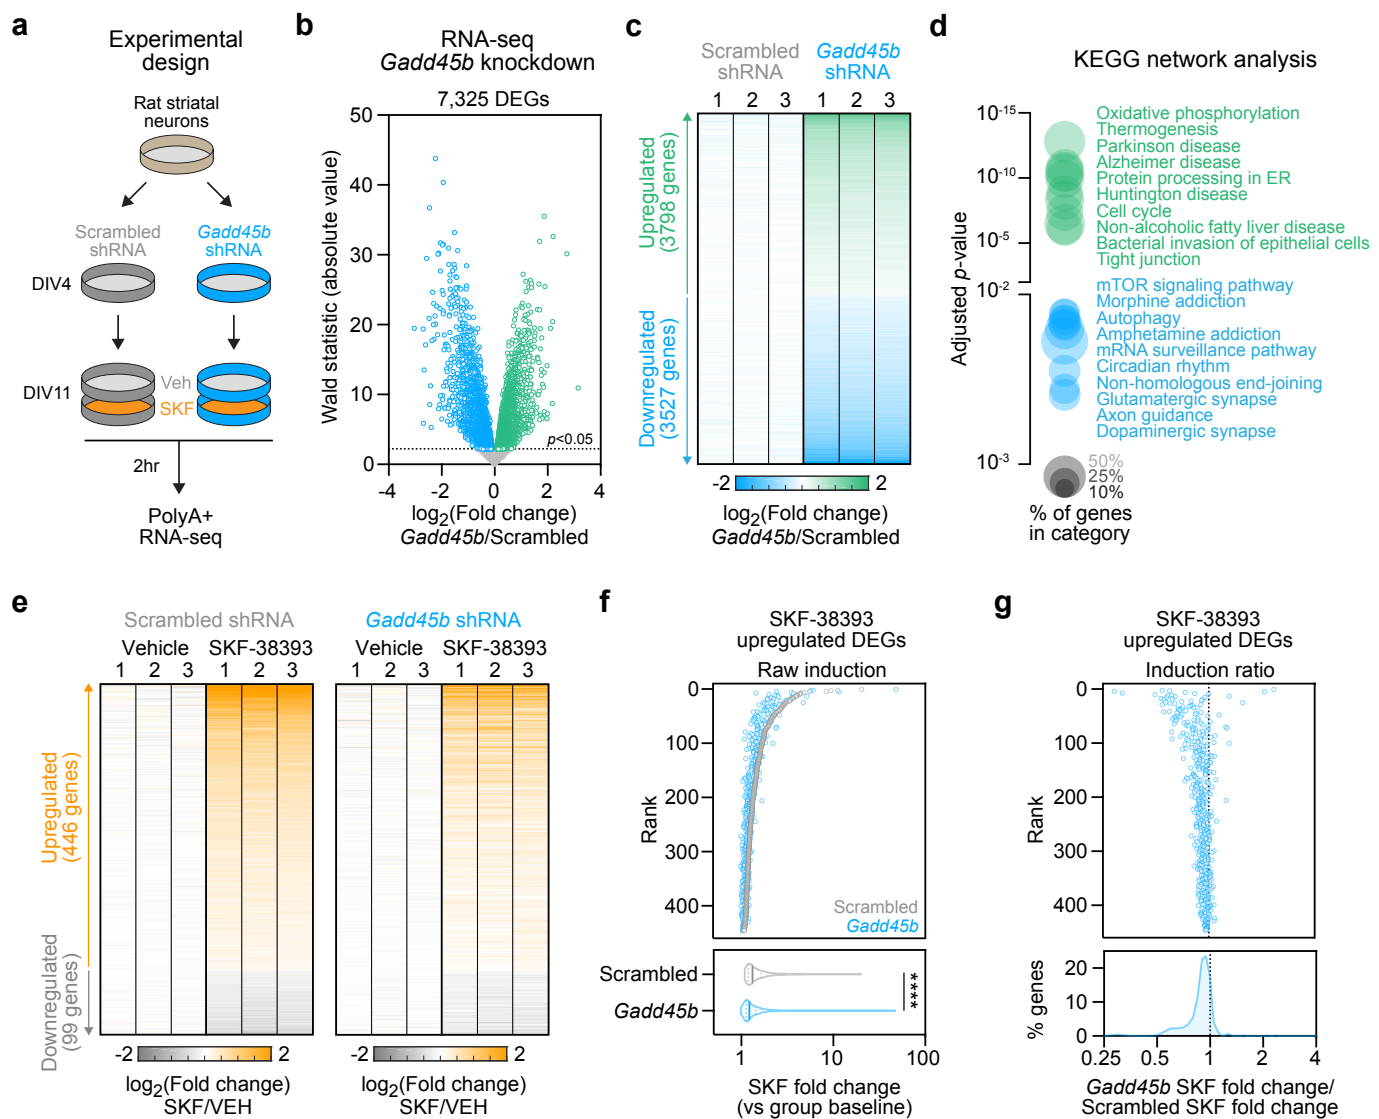 a
Experimental
design
Rat striatal
neurons
Scrambled
shRNA
Gadd45b
shRNA
DIV4
DIV11
Veh
SKF
2hr
PolyA+
RNA-seq
b
RNA-seq
Gadd45b knockdown
7,325 DEGs
Wald statistic (absolute value)
50
40
30
20
10
0
p<0.05
-4
-2
0
2
4
log2(Fold change)
Gadd45b/Scrambled
c
Scrambled
shRNA
Gadd45b
shRNA
1 2 3 1 2 3
Upregulated
(3798 genes)
Downregulated
(3527 genes)
-2
2
log2(Fold change)
Gadd45b/Scrambled
d
KEGG network analysis
Adjusted p-value
10-15
10-10
10-5
10-2
10-3
Oxidative phosphorylation
Thermogenesis
Parkinson disease
Alzheimer disease
Protein processing in ER
Huntington disease
Cell cycle
Non-alcoholic fatty liver disease
Bacterial invasion of epithelial cells
Tight junction
mTOR signaling pathway
Morphine addiction
Autophagy
Amphetamine addiction
mRNA surveillance pathway
Circadian rhythm
Non-homologous end-joining
Glutamatergic synapse
Axon guidance
Dopaminergic synapse
50%
25%
10%
% of genes
in category
e
Scrambled shRNA
Vehicle SKF-38393
1 2 3 1 2 3
Gadd45b shRNA
Vehicle SKF-38393
1 2 3 1 2 3
Upregulated
(446 genes)
Downregulated
(99 genes)
-2
2
log2(Fold change)
SKF/VEH
-2
2
log2(Fold change)
SKF/VEH
f
SKF-38393
upregulated DEGs
Raw induction
Rank
0
100
200
300
400
Scrambled
Gadd45b
Scrambled
Gadd45b
****
1
10
100
SKF fold change
(vs group baseline)
g
SKF-38393
upregulated DEGs
Induction ratio
Rank
0
100
200
300
400
% genes
20
10
0
0.25
0.5
1
2
4
Gadd45b SKF fold change/
Scrambled SKF fold change